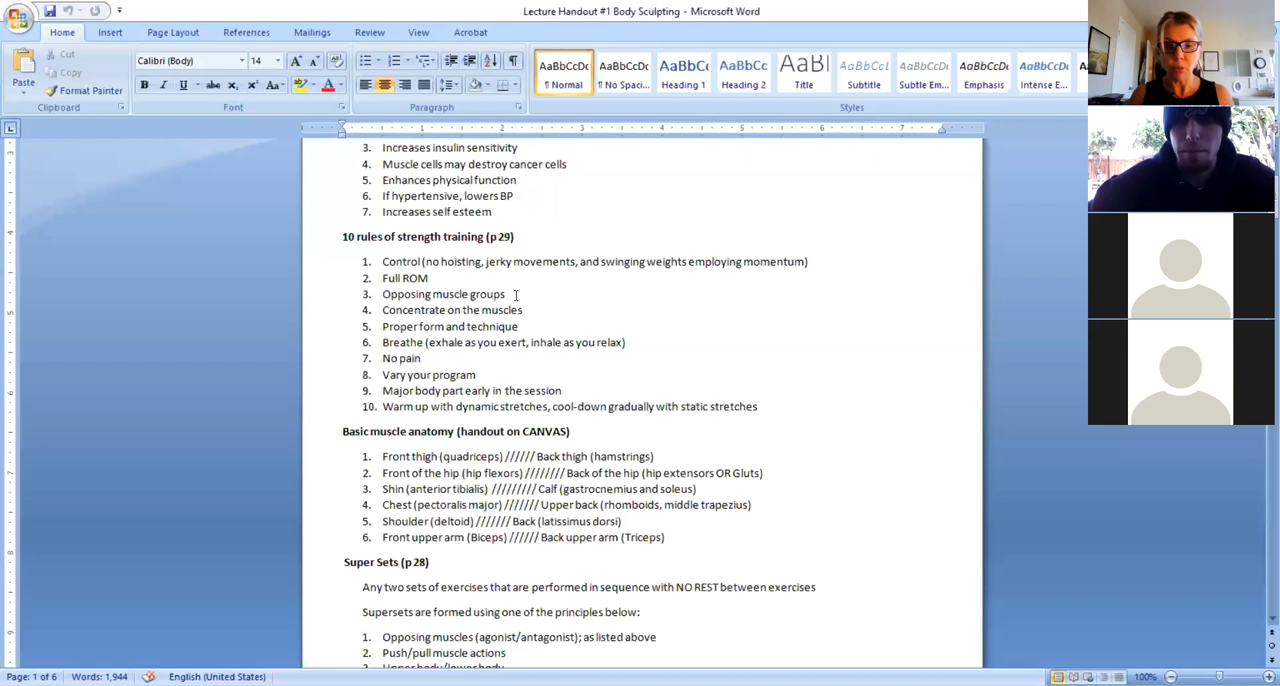 Lecture Handout #1 Body Sculpting - Microsoft Word
Home Insert Page Layout References Mailings Review View Acrobat
Cut
Copy
Format Painter
Paste
Clipboard
Calibri (Body) 14
Font
Paragraph
AaBbCcDc AaBbCcDc AaBbC AaBbCc AaBl AaBbCcl AaBbCcDc AaBbCcDc AaBbCcDc
¶ Normal ¶ No Spaci... Heading 1 Heading 2 Title Subtitle Subtle Em... Emphasis Intense E...
Styles
3. Increases insulin sensitivity
4. Muscle cells may destroy cancer cells
5. Enhances physical function
6. If hypertensive, lowers BP
7. Increases self esteem
10 rules of strength training (p29)
1. Control (no hoisting, jerky movements, and swinging weights employing momentum)
2. Full ROM
3. Opposing muscle groups
4. Concentrate on the muscles
5. Proper form and technique
6. Breathe (exhale as you exert, inhale as you relax)
7. No pain
8. Vary your program
9. Major body part early in the session
10. Warm up with dynamic stretches, cool-down gradually with static stretches
Basic muscle anatomy (handout on CANVAS)
1. Front thigh (quadriceps) ////// Back thigh (hamstrings)
2. Front of the hip (hip flexors) //////// Back of the hip (hip extensors OR Gluts)
3. Shin (anterior tibialis) ///////// Calf (gastrocnemius and soleus)
4. Chest (pectoralis major) /////// Upper back (rhomboids, middle trapezius)
5. Shoulder (deltoid) /////// Back (latissimus dorsi)
6. Front upper arm (Biceps) ////// Back upper arm (Triceps)
Super Sets (p28)
Any two sets of exercises that are performed in sequence with NO REST between exercises
Supersets are formed using one of the principles below:
1. Opposing muscles (agonist/antagonist); as listed above
2. Push/pull muscle actions
3. Upper body/lower body
Page: 1 of 6 Words: 1,944 English (United States) 100%